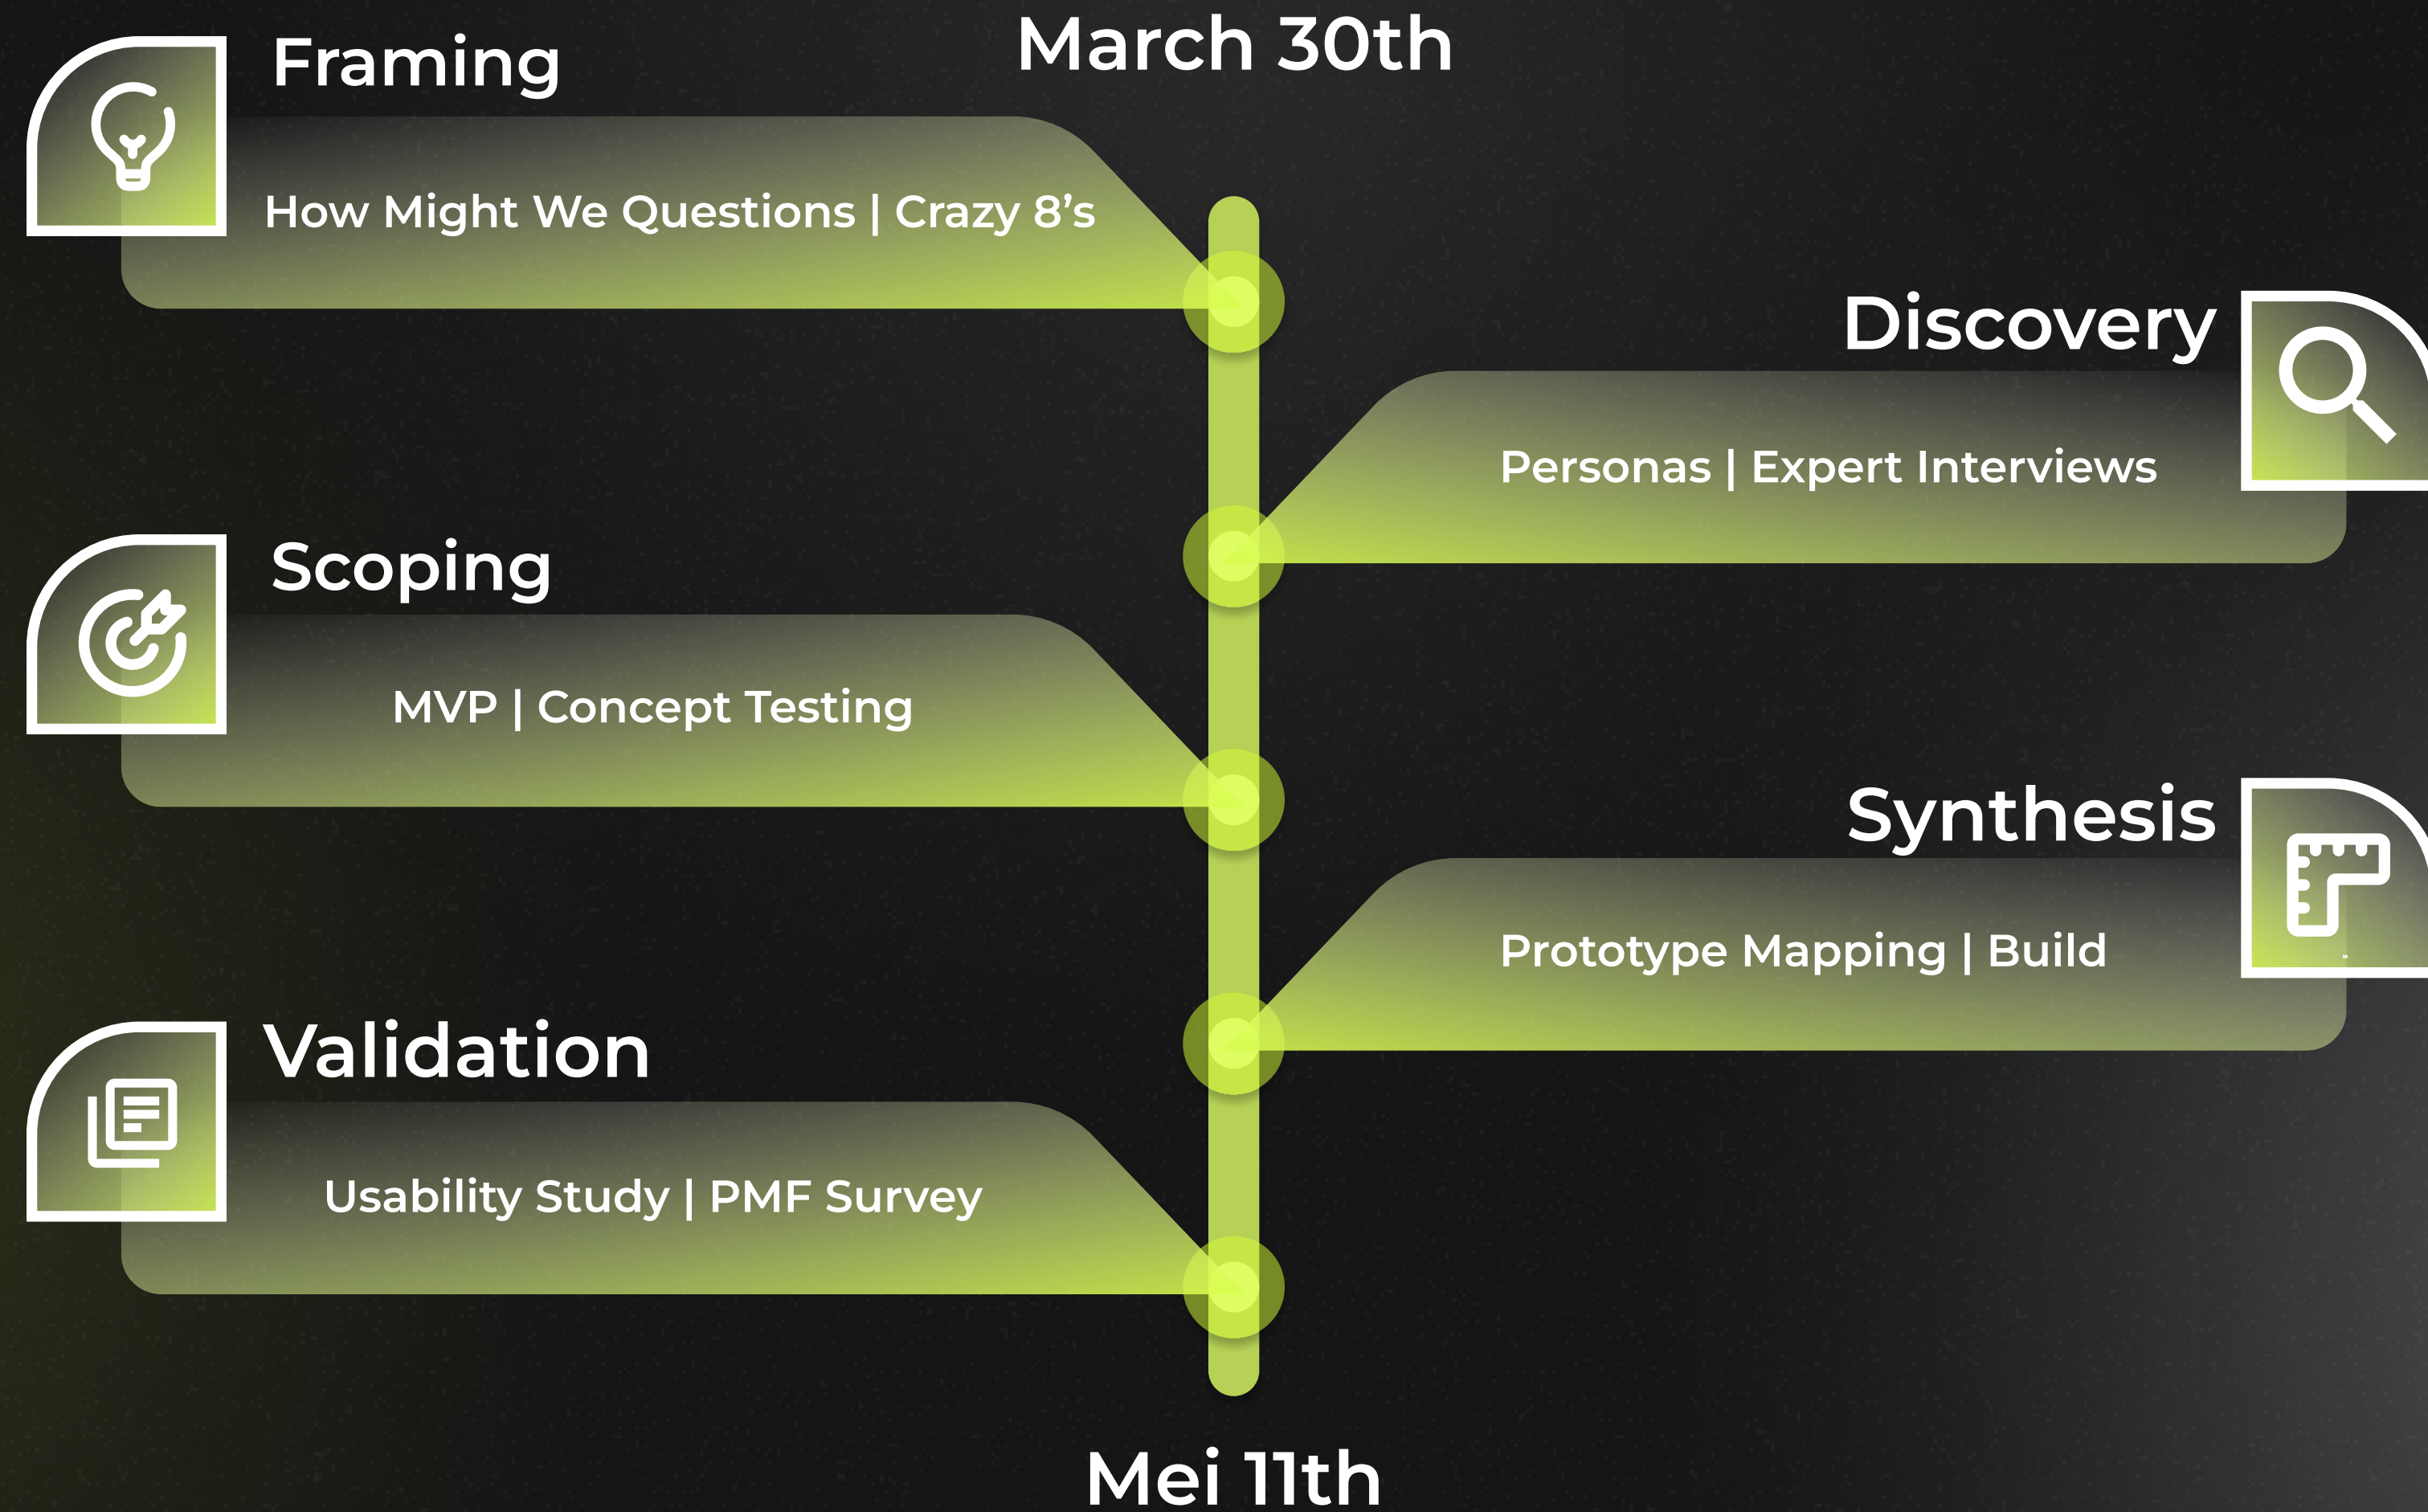 March 30th
Framing
How Might We Questions | Crazy 8’s
Discovery
Personas | Expert Interviews
Scoping
MVP | Concept Testing
Synthesis
Prototype Mapping | Build
Validation
Usability Study | PMF Survey
Mei 11th